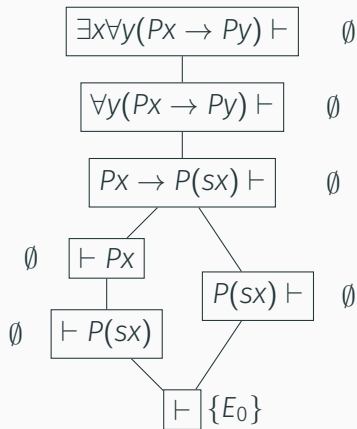 ∃x∀y(Px → Py) ⊢ ∅
∀y(Px → Py) ⊢ ∅
Px → P(sx) ⊢ ∅
∅ ⊢ Px
P(sx) ⊢ ∅
∅ ⊢ P(sx)
⊢ {E₀}